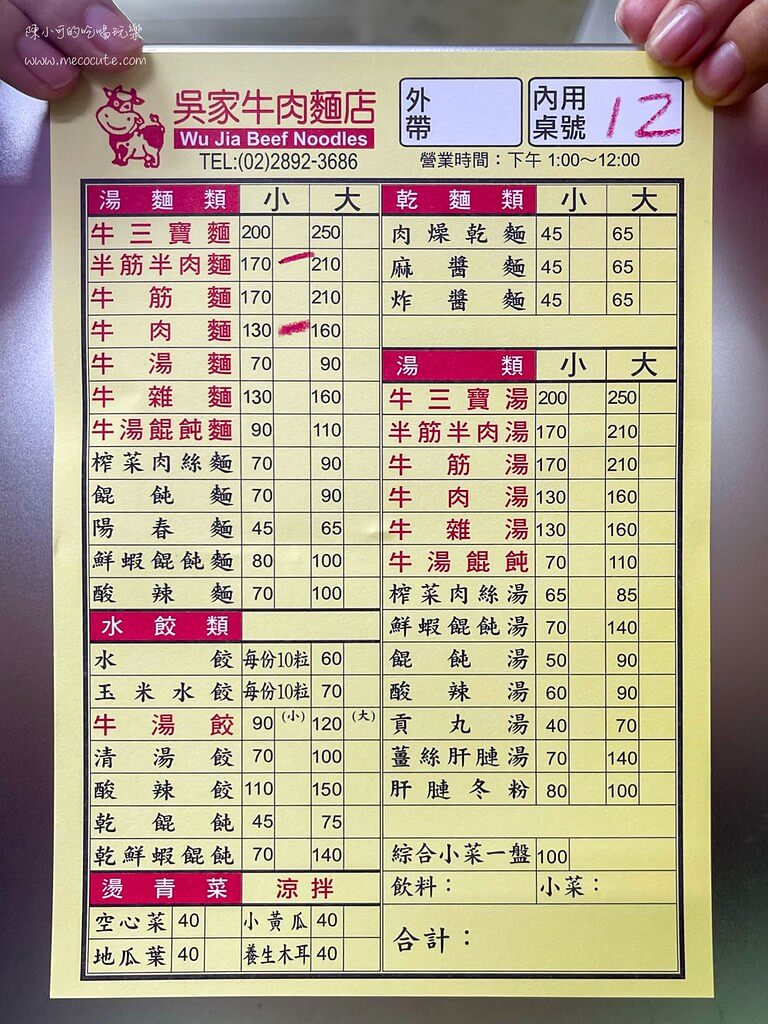 陳小可的吃喝玩樂
www.mecocute.com
吳家牛肉麵店
Wu Jia Beef Noodles
TEL:(02)2892-3686
外帶
內用桌號 12
營業時間：下午 1:00～12:00
湯麵類 小 大
牛三寶麵 200 250
半筋半肉麵 170 210
牛筋麵 170 210
牛肉麵 130 160
牛湯麵 70 90
牛雜麵 130 160
牛湯餛飩麵 90 110
榨菜肉絲麵 70 90
餛飩麵 70 90
陽春麵 45 65
鮮蝦餛飩麵 80 100
酸辣麵 70 100
水餃類
水餃 每份10粒 60
玉米水餃 每份10粒 70
牛湯餃 90 (小) 120 (大)
清湯餃 70 100
酸辣餃 110 150
乾餛飩 45 75
乾鮮蝦餛飩 70 140
燙青菜 涼拌
空心菜 40 小黃瓜 40
地瓜葉 40 養生木耳 40
乾麵類 小 大
肉燥乾麵 45 65
麻醬麵 45 65
炸醬麵 45 65
湯類 小 大
牛三寶湯 200 250
半筋半肉湯 170 210
牛筋湯 170 210
牛肉湯 130 160
牛雜湯 130 160
牛湯餛飩 70 110
榨菜肉絲湯 65 85
鮮蝦餛飩湯 70 140
餛飩湯 50 90
酸辣湯 60 90
貢丸湯 40 70
薑絲肝腱湯 70 140
肝腱冬粉 80 100
綜合小菜一盤 100
飲料： 小菜：
合計：